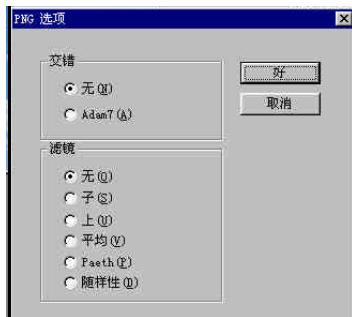 PNG 选项
交错
无(N)
Adam7(A)
好
取消
滤镜
无(O)
子(S)
上(U)
平均(V)
Paeth(P)
随样性(D)